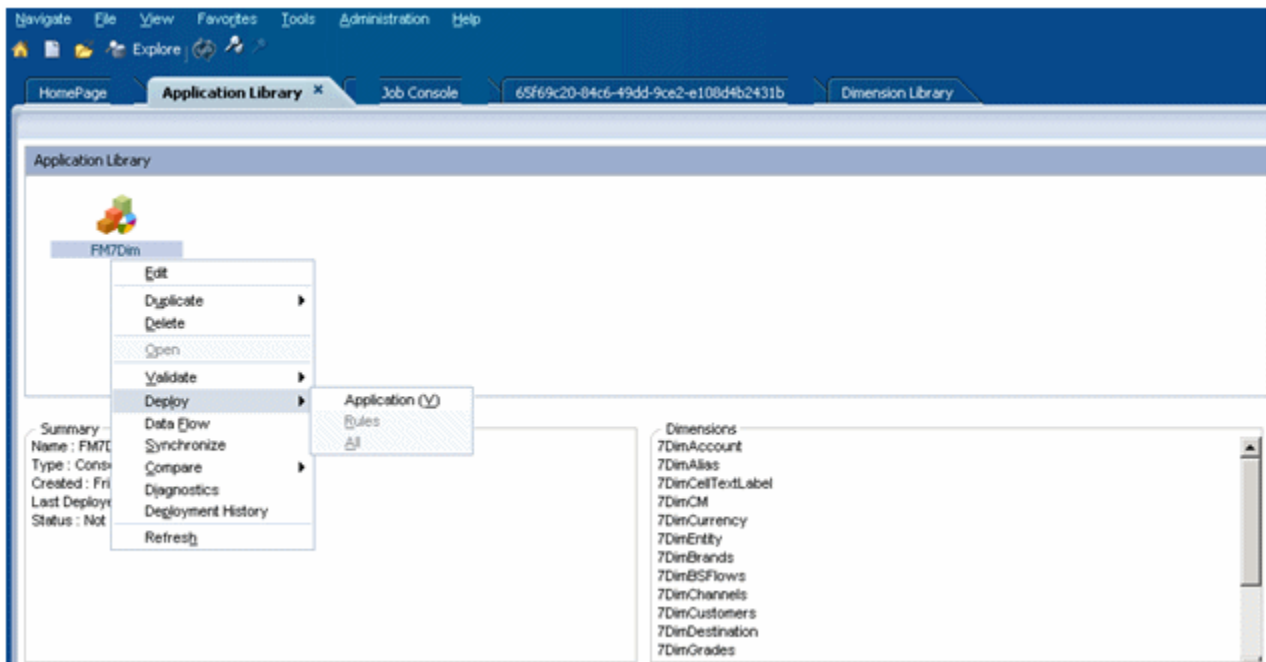 Navigate File View Favorites Tools Administration Help
Explore
HomePage Application Library × Job Console 65f69c20-84c6-49dd-9ce2-e108d4b2431b Dimension Library
Application Library
FM7Dim
Edit
Duplicate
Delete
Open
Validate
Deploy
Data Flow
Synchronize
Compare
Diagnostics
Deployment History
Refresh
Application (V)
Rules
All
Summary
Name : FM7D
Type : Cons
Created : Fri
Last Deploye
Status : Not
Dimensions
7DimAccount
7DimAlias
7DimCellTextLabel
7DimCM
7DimCurrency
7DimEntity
7DimBrands
7DimBSFlows
7DimChannels
7DimCustomers
7DimDestination
7DimGrades